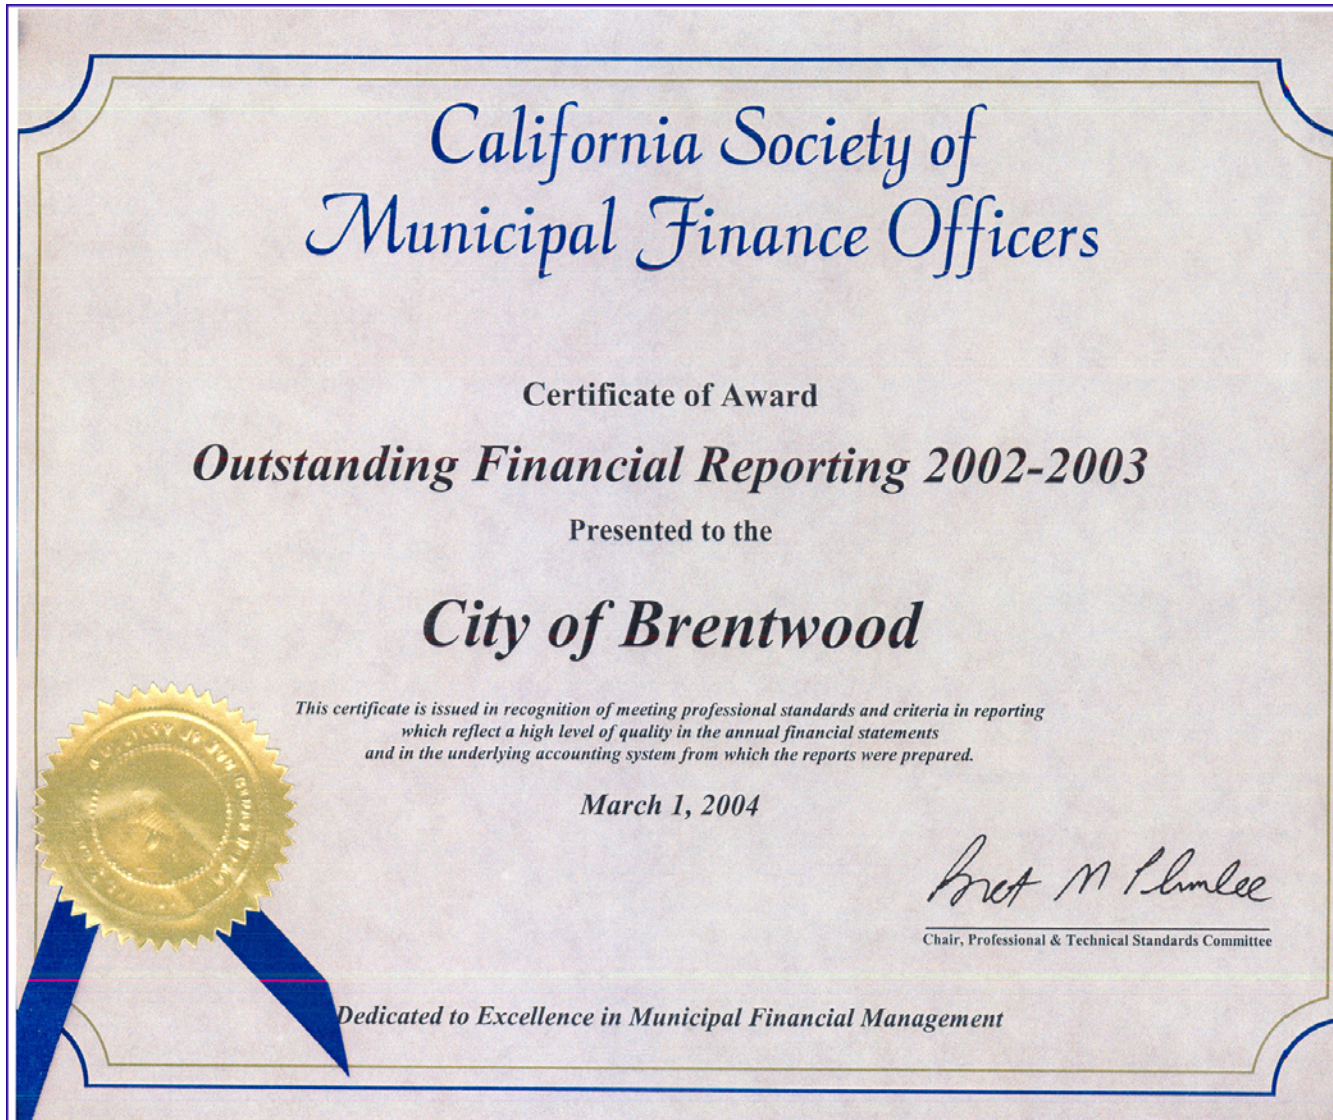 California Society of
Municipal Finance Officers
Certificate of Award
Outstanding Financial Reporting 2002-2003
Presented to the
City of Brentwood
This certificate is issued in recognition of meeting professional standards and criteria in reporting
which reflect a high level of quality in the annual financial statements
and in the underlying accounting system from which the reports were prepared.
March 1, 2004
Bret M Plumlee
Chair, Professional & Technical Standards Committee
Dedicated to Excellence in Municipal Financial Management